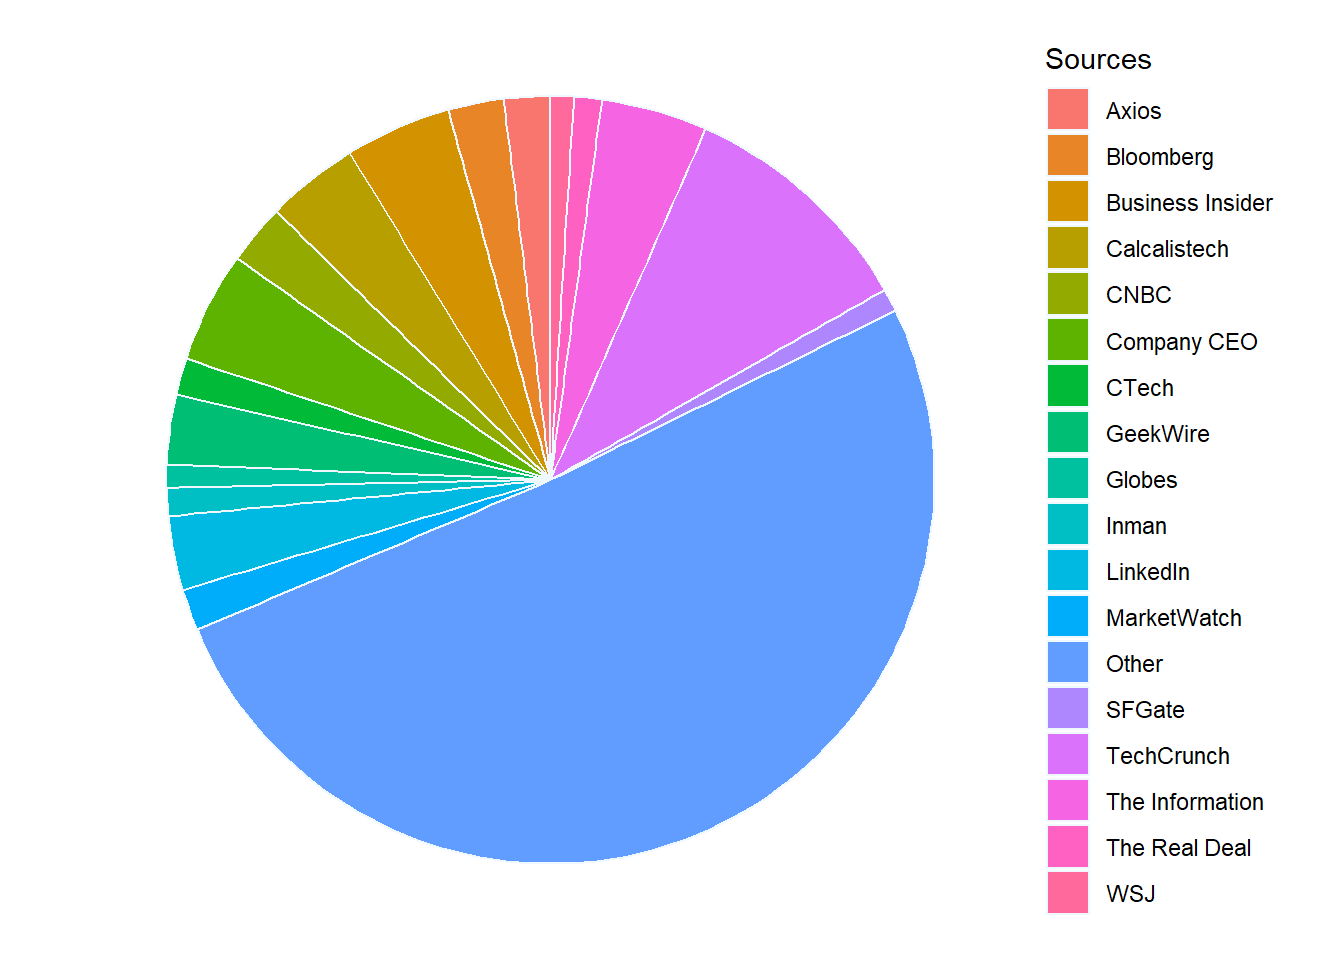 Sources
Axios
Bloomberg
Business Insider
Calcalistech
CNBC
Company CEO
CTech
GeekWire
Globes
Inman
LinkedIn
MarketWatch
Other
SFGate
TechCrunch
The Information
The Real Deal
WSJ